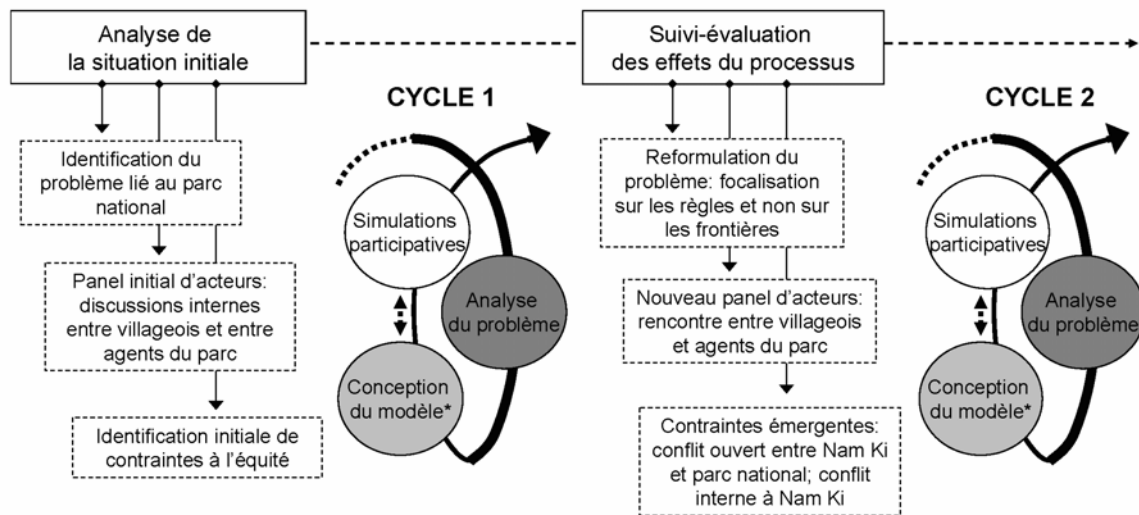 Analyse de
la situation initiale
Identification du
problème lié au parc
national
Panel initial d'acteurs:
discussions internes
entre villageois et entre
agents du parc
Identification initiale de
contraintes à l'équité
CYCLE 1
Simulations
participatives
Analyse
du problème
Conception
du modèle*
Suivi-évaluation
des effets du processus
Reformulation du
problème: focalisation
sur les règles et non sur
les frontières
Nouveau panel d'acteurs:
rencontre entre villageois
et agents du parc
Contraintes émergentes:
conflit ouvert entre Nam Ki
et parc national; conflit
interne à Nam Ki
CYCLE 2
Simulations
participatives
Analyse
du problème
Conception
du modèle*